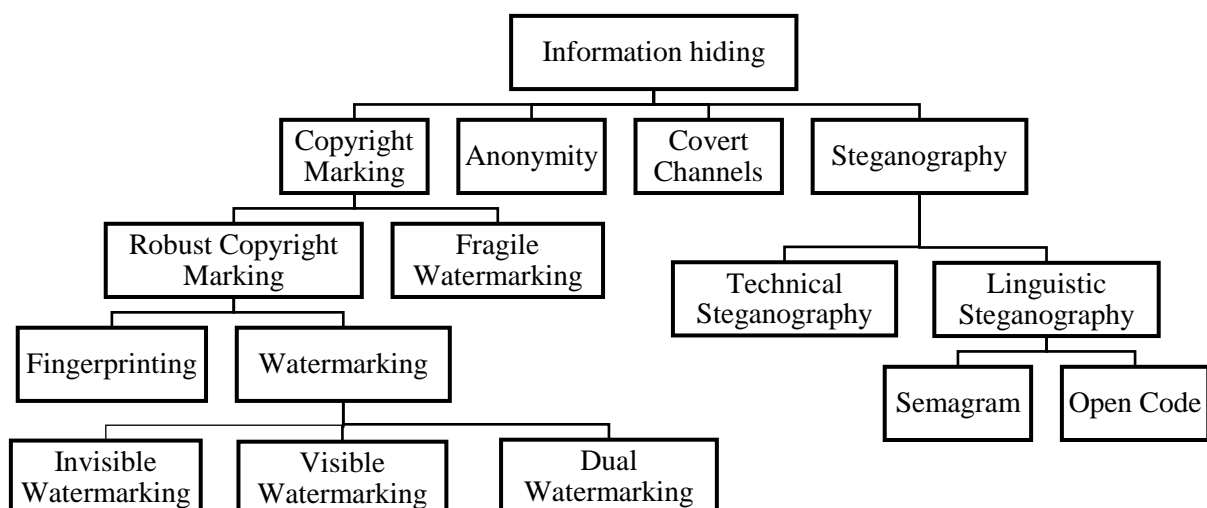 Information hiding
Copyright
Marking
Anonymity
Covert
Channels
Steganography
Robust Copyright
Marking
Fragile
Watermarking
Technical
Steganography
Linguistic
Steganography
Fingerprinting
Watermarking
Semagram
Open Code
Invisible
Watermarking
Visible
Watermarking
Dual
Watermarking